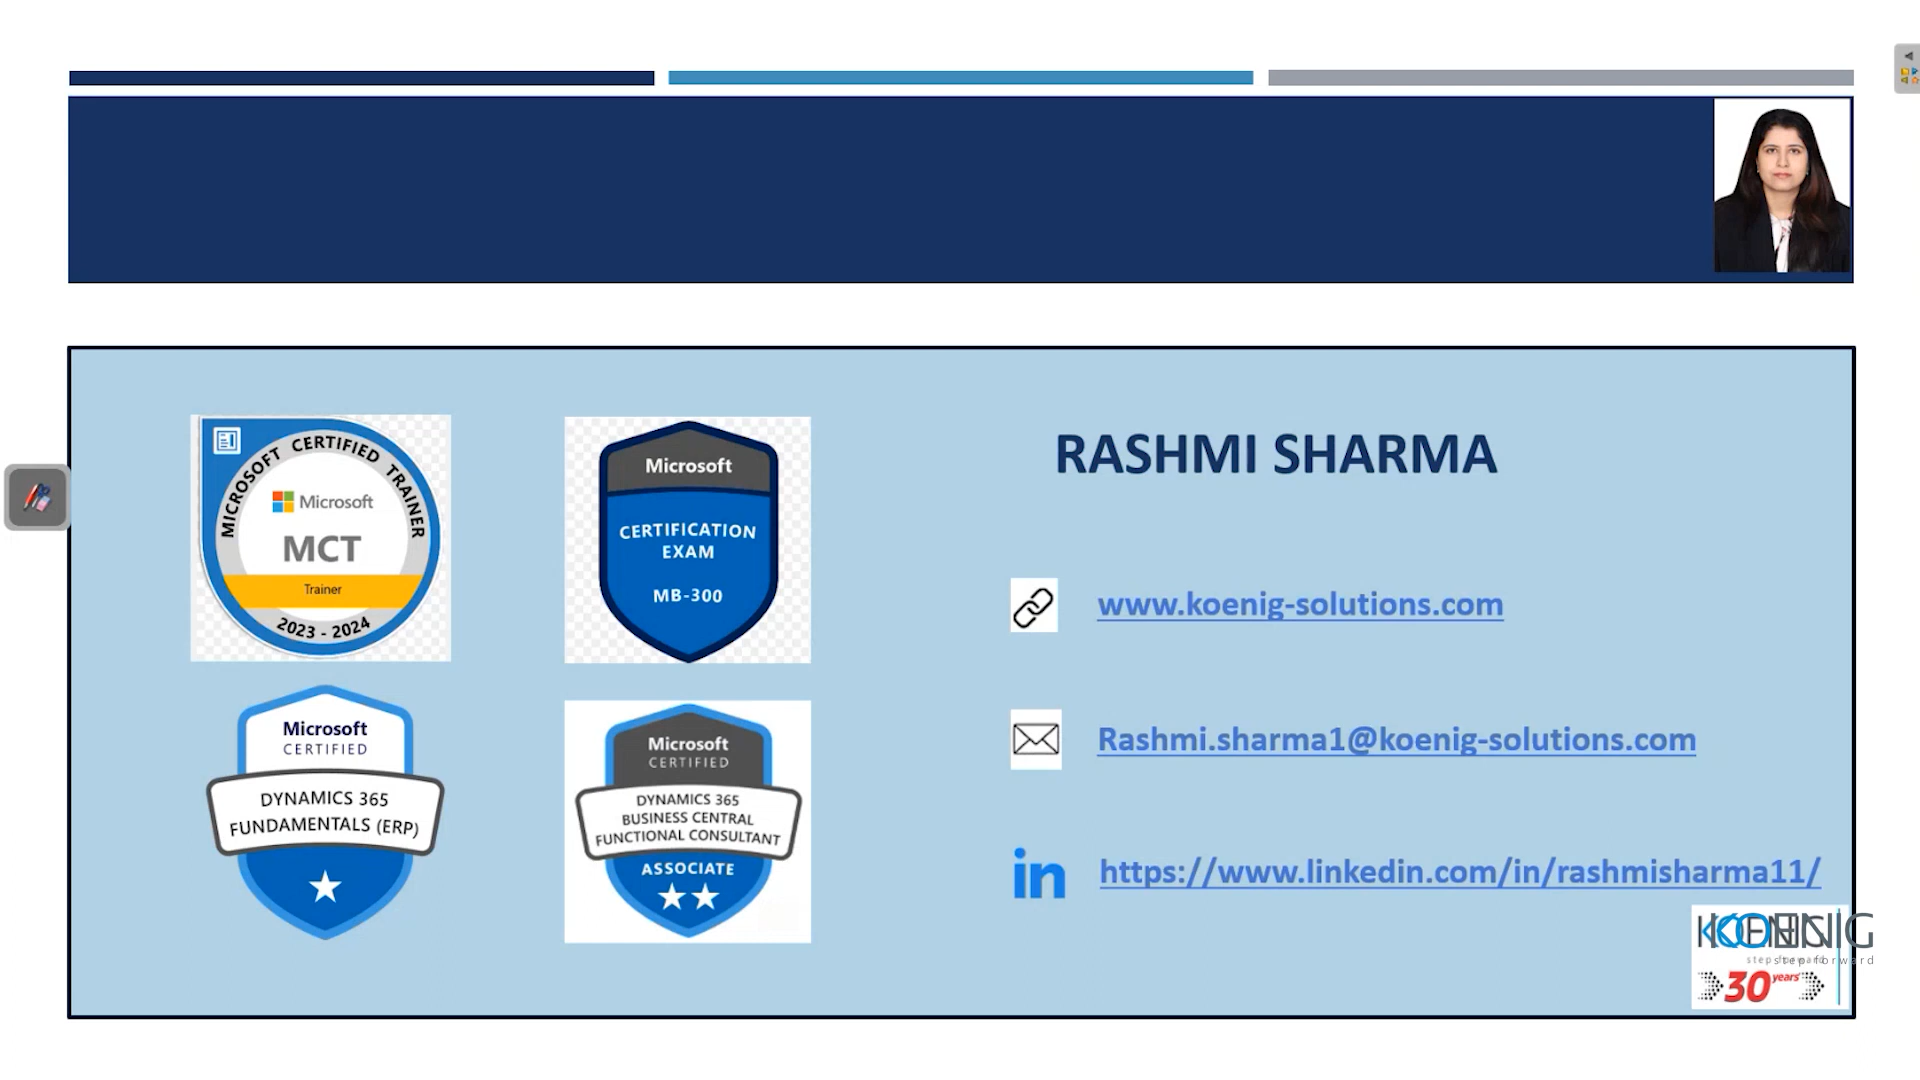 MICROSOFT CERTIFIED TRAINER
Microsoft
MCT
Trainer
2023 - 2024
Microsoft
CERTIFICATION
EXAM
MB-300
Microsoft
CERTIFIED
DYNAMICS 365
FUNDAMENTALS (ERP)
Microsoft
CERTIFIED
DYNAMICS 365
BUSINESS CENTRAL
FUNCTIONAL CONSULTANT
ASSOCIATE
RASHMI SHARMA
www.koenig-solutions.com
Rashmi.sharma1@koenig-solutions.com
in
https://www.linkedin.com/in/rashmisharma11/
KOENIG
step forward
30 years